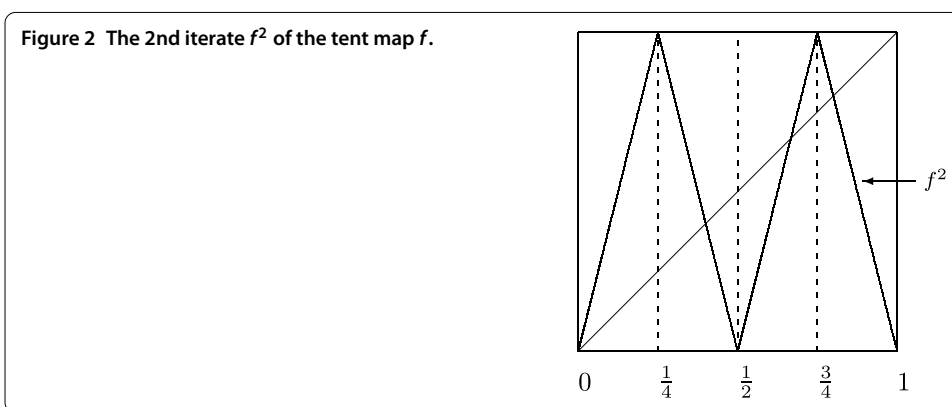 Figure 2 The 2nd iterate f² of the tent map f.
f²
0 1/4 1/2 3/4 1